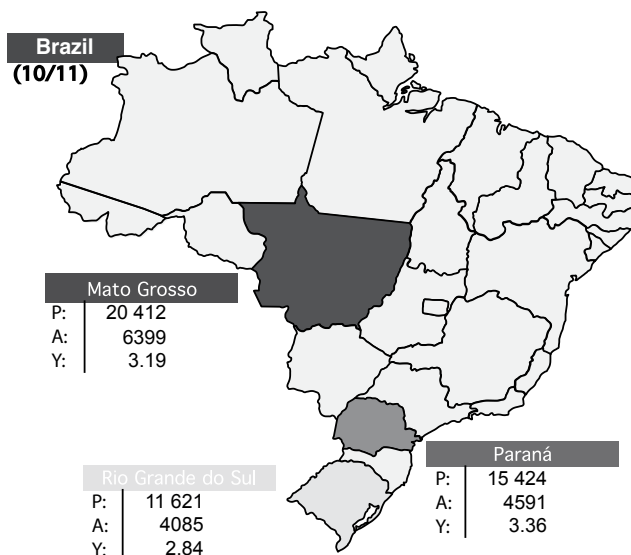 Brazil
(10/11)
Mato Grosso
P: 20 412
A: 6399
Y: 3.19
Paraná
P: 15 424
A: 4591
Y: 3.36
Rio Grande do Sul
P: 11 621
A: 4085
Y: 2.84